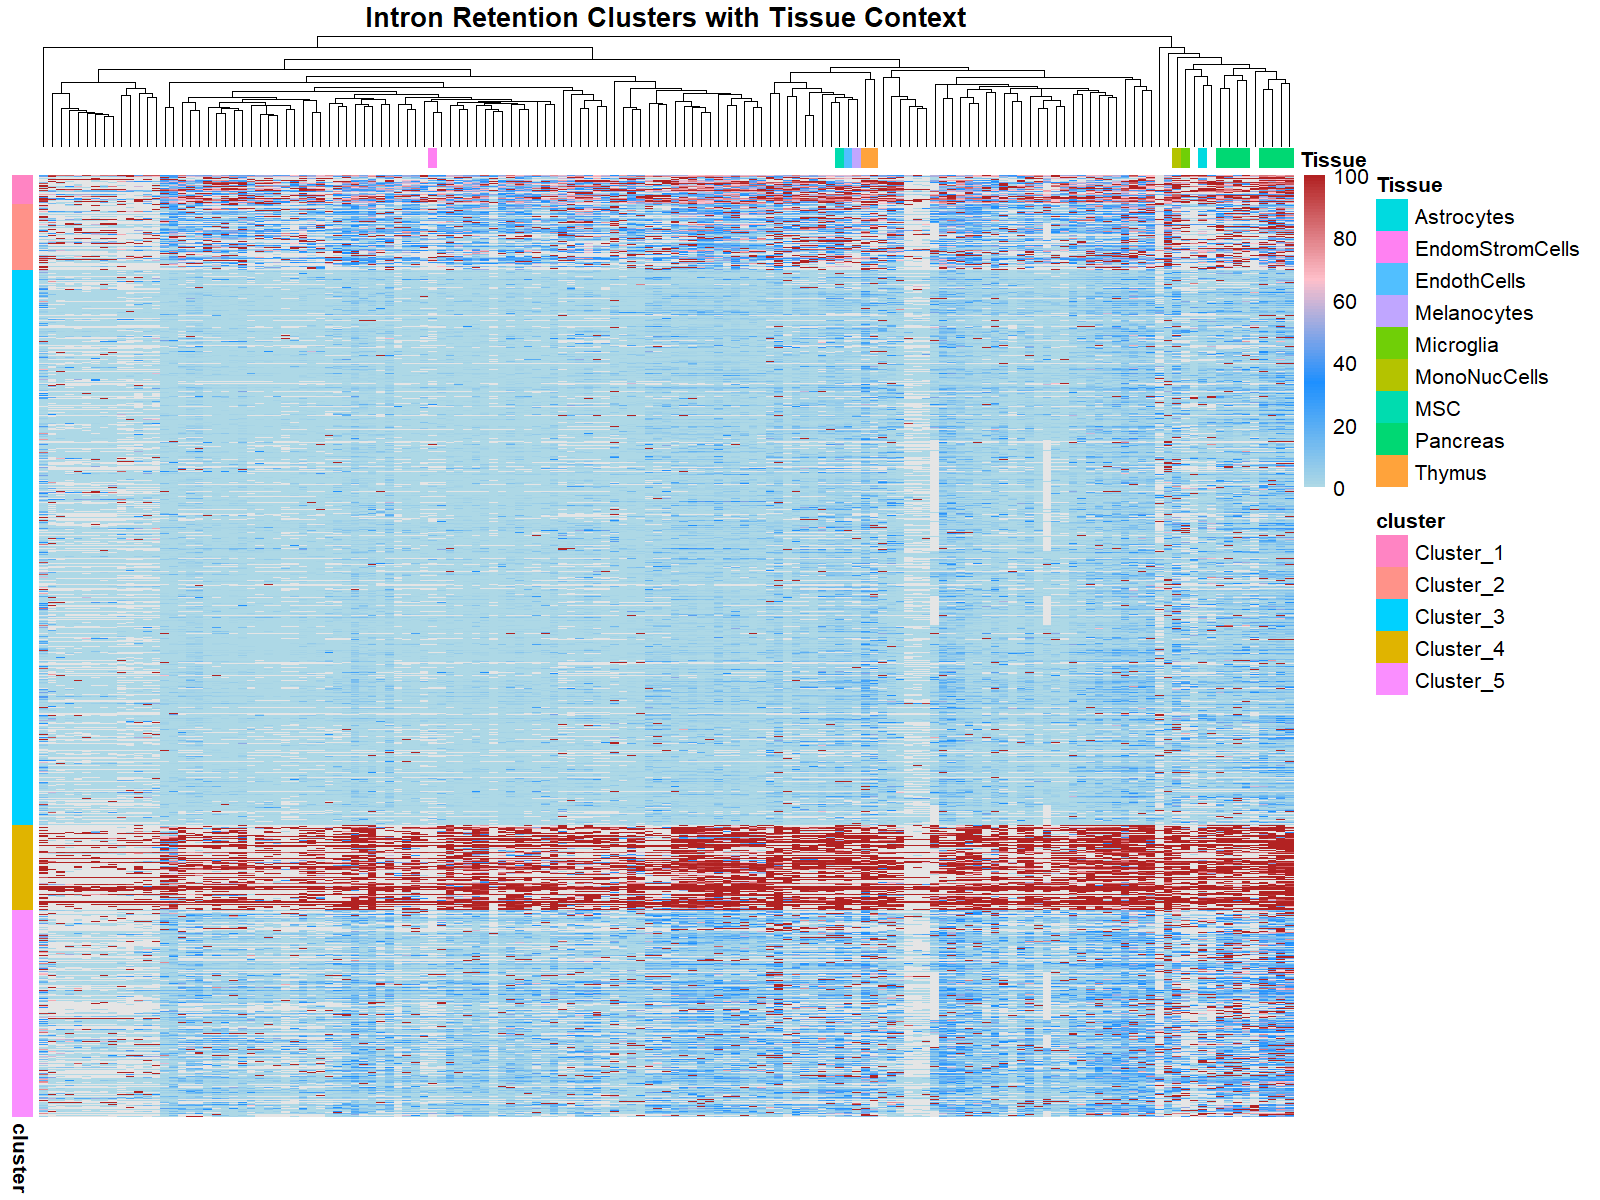 Intron Retention Clusters with Tissue Context
Tissue
100
80
60
40
20
0
Tissue
Astrocytes
EndomStromCells
EndothCells
Melanocytes
Microglia
MonoNucCells
MSC
Pancreas
Thymus
cluster
Cluster_1
Cluster_2
Cluster_3
Cluster_4
Cluster_5
cluster